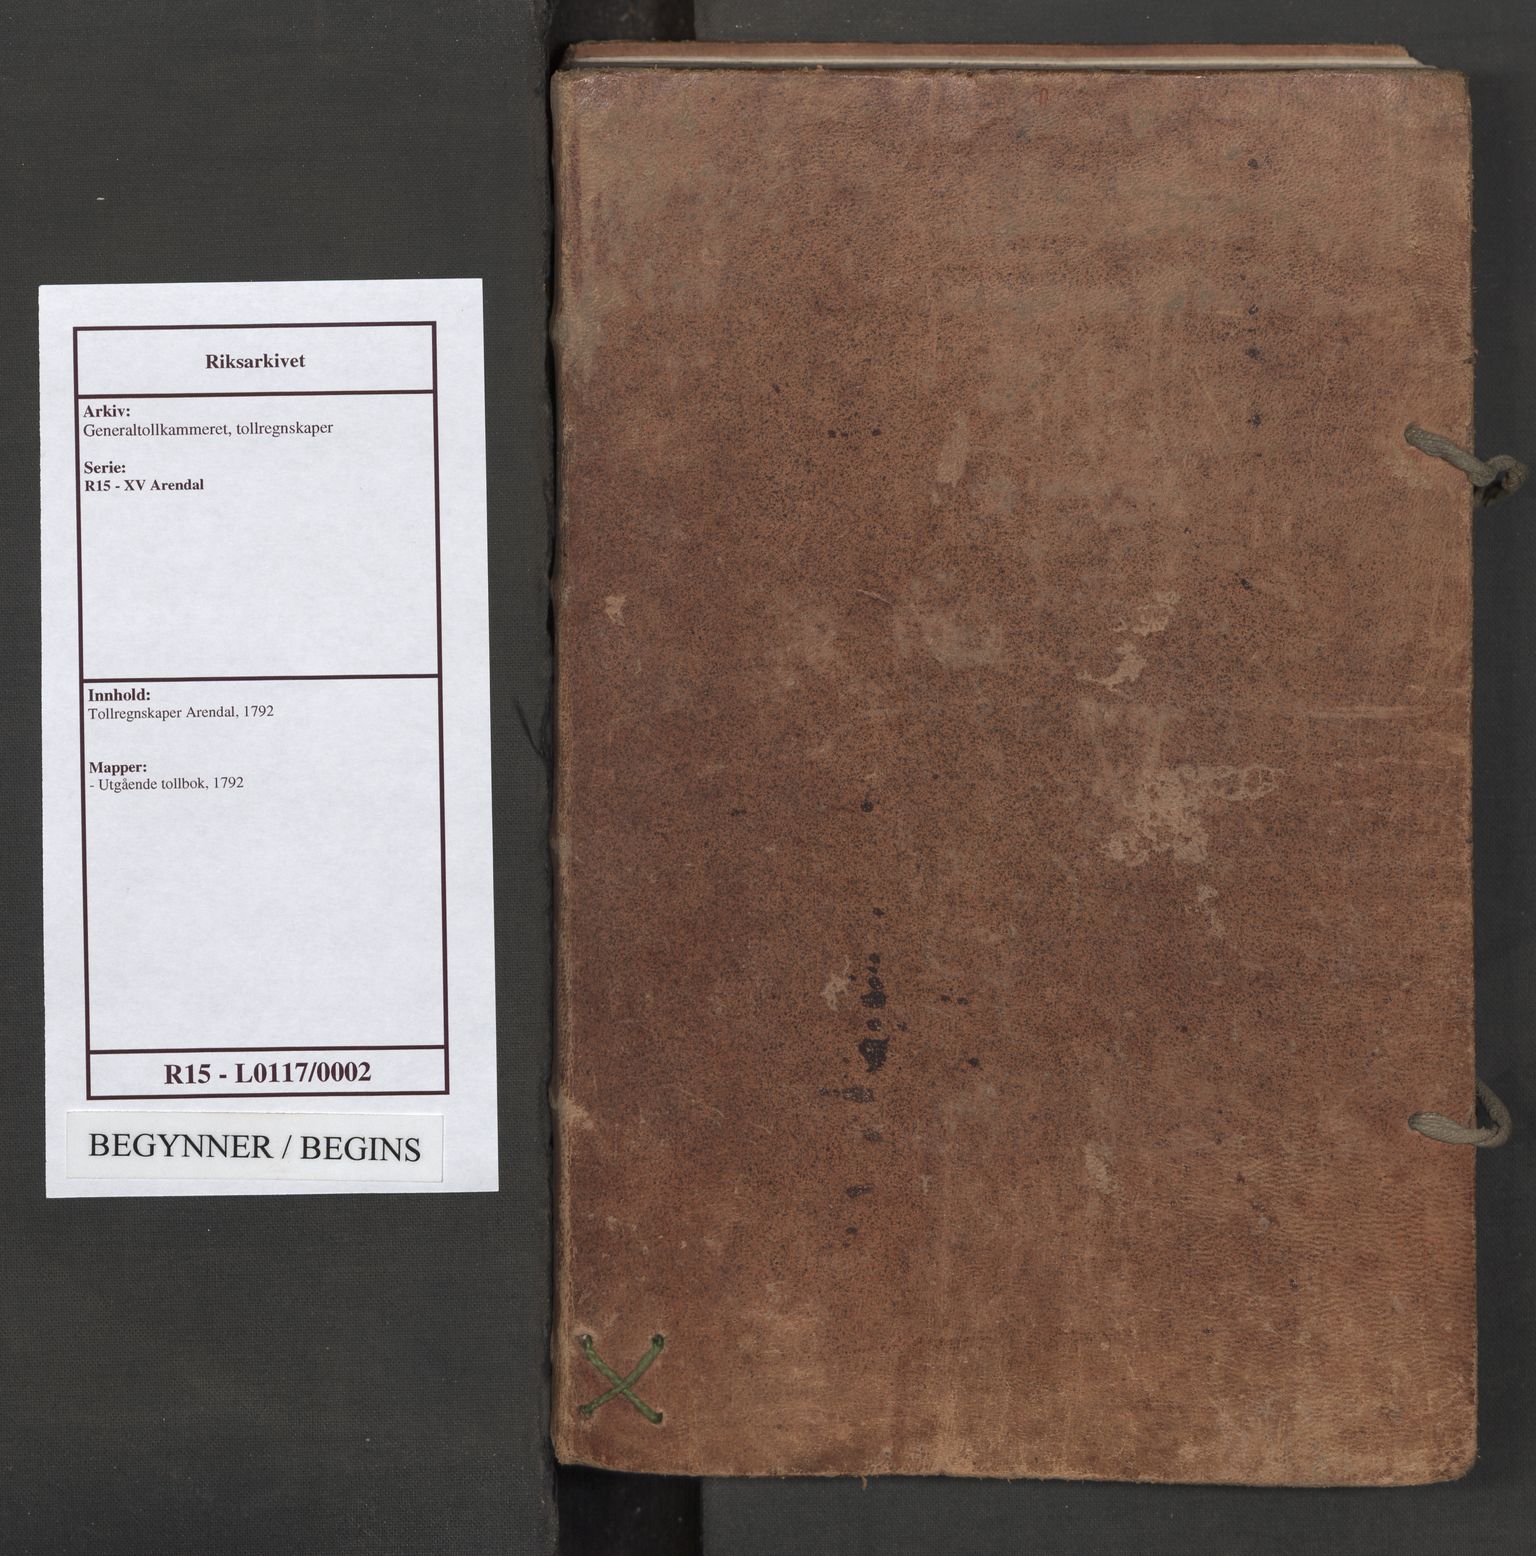 Riksarkivet
Arkiv:
Generaltollkammeret, tollregnskaper
Serie:
R15 - XV Arendal
Innhold:
Tollregnskaper Arendal, 1792
Mapper:
- Utgående tollbok, 1792
R15 - L0117/0002
BEGYNNER / BEGINS